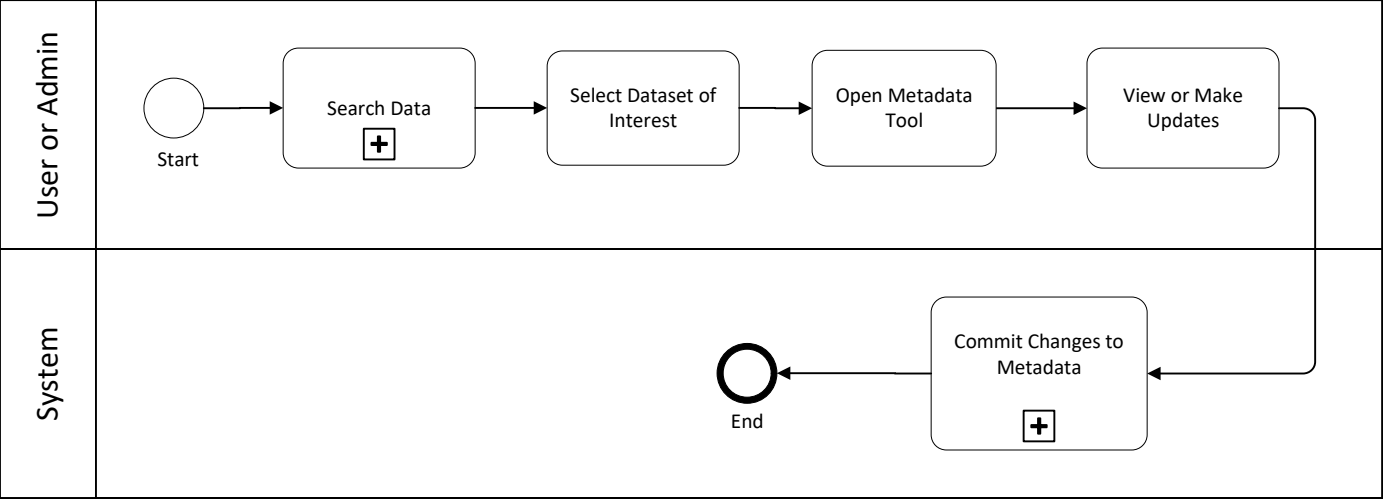 User or Admin
Start
Search Data
Select Dataset of
Interest
Open Metadata
Tool
View or Make
Updates
System
End
Commit Changes to
Metadata